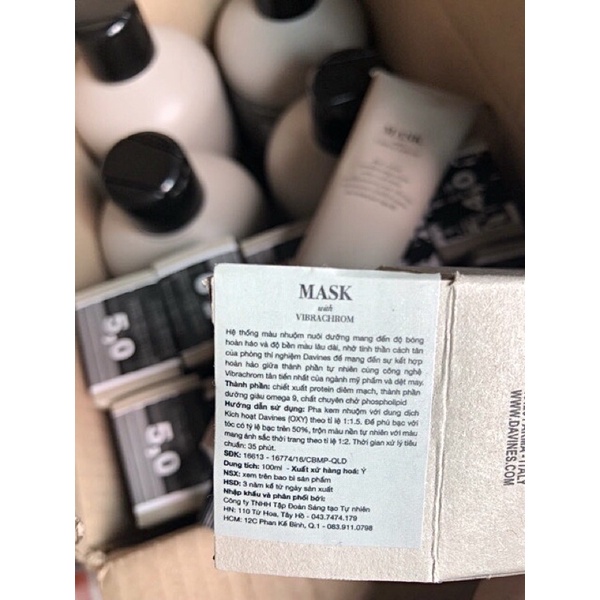 MASK
with
VIBRACHROM
Hệ thống màu nhuộm nuôi dưỡng mang đến độ bóng
hoàn hảo và độ bền màu lâu dài, nhờ tinh thần cách tân
của phòng thí nghiệm Davines để mang đến sự kết hợp
hoàn hảo giữa thành phần tự nhiên cùng công nghệ
Vibrachrom tân tiến nhất của ngành mỹ phẩm và dệt may.
Thành phần: chiết xuất protein diêm mạch, thành phần
dưỡng giàu omega 9, chất chuyên chở phospholipid
Hướng dẫn sử dụng: Pha kem nhuộm với dung dịch
Kích hoạt Davines (OXY) theo tỉ lệ 1:1.5. Để phủ bạc với
tóc có tỷ lệ bạc trên 50%, trộn màu nền tự nhiên với màu
mang ánh sắc thời trang theo tỉ lệ 1:2. Thời gian xử lý tiêu
chuẩn: 35 phút.
SĐK: 16613 - 16774/16/CBMP-QLD
Dung tích: 100ml - Xuất xứ hàng hoá: Ý
NSX: xem trên bao bì sản phẩm
HSD: 3 năm kể từ ngày sản xuất
Nhập khẩu và phân phối bởi:
Công ty TNHH Tập Đoàn Sáng tạo Tự nhiên
HN: 110 Từ Hoa, Tây Hồ - 043.7474.179
HCM: 12C Phan Kế Bính, Q.1 - 083.911.0798
WWW.DAVINES.COM
5,0
5,0
MASK